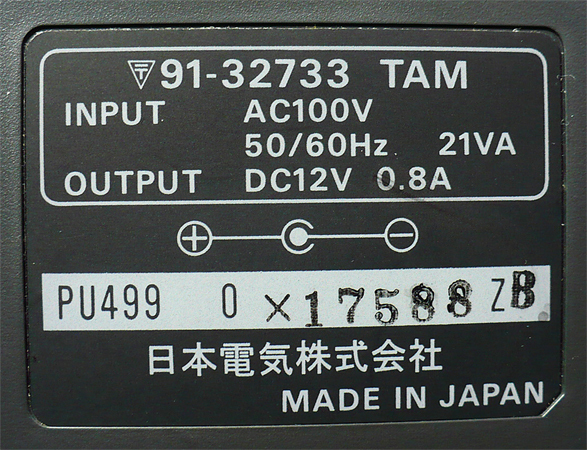 〒91-32733 TAM
INPUT AC100V
50/60Hz 21VA
OUTPUT DC12V 0.8A
PU499 0 ×17588 ZB
日本電気株式会社
MADE IN JAPAN